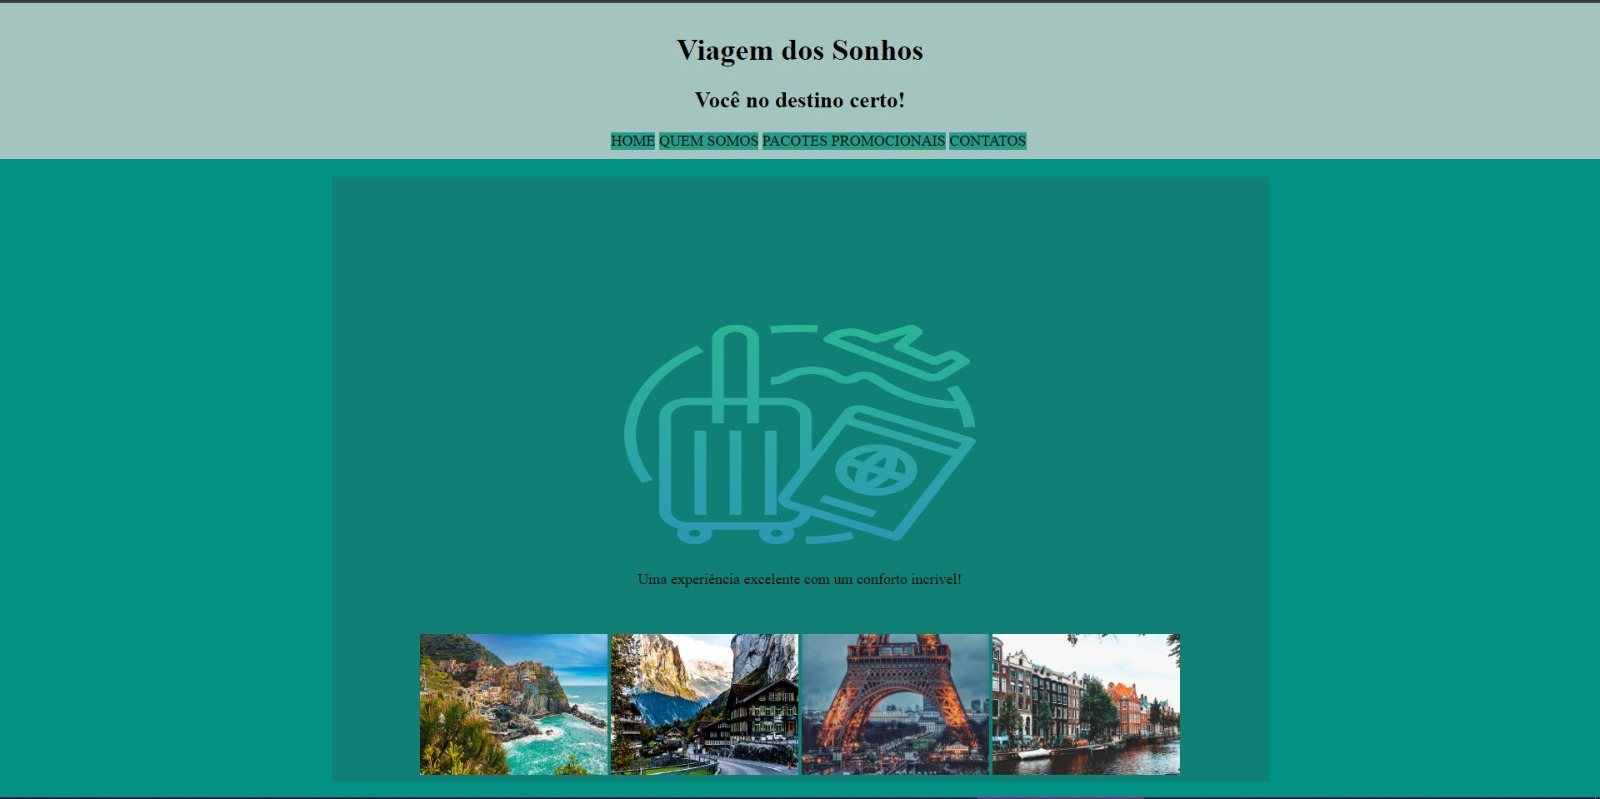 Viagem dos Sonhos
Você no destino certo!
HOME QUEM SOMOS PACOTES PROMOCIONAIS CONTATOS
Uma experiência excelente com um conforto incrivel!